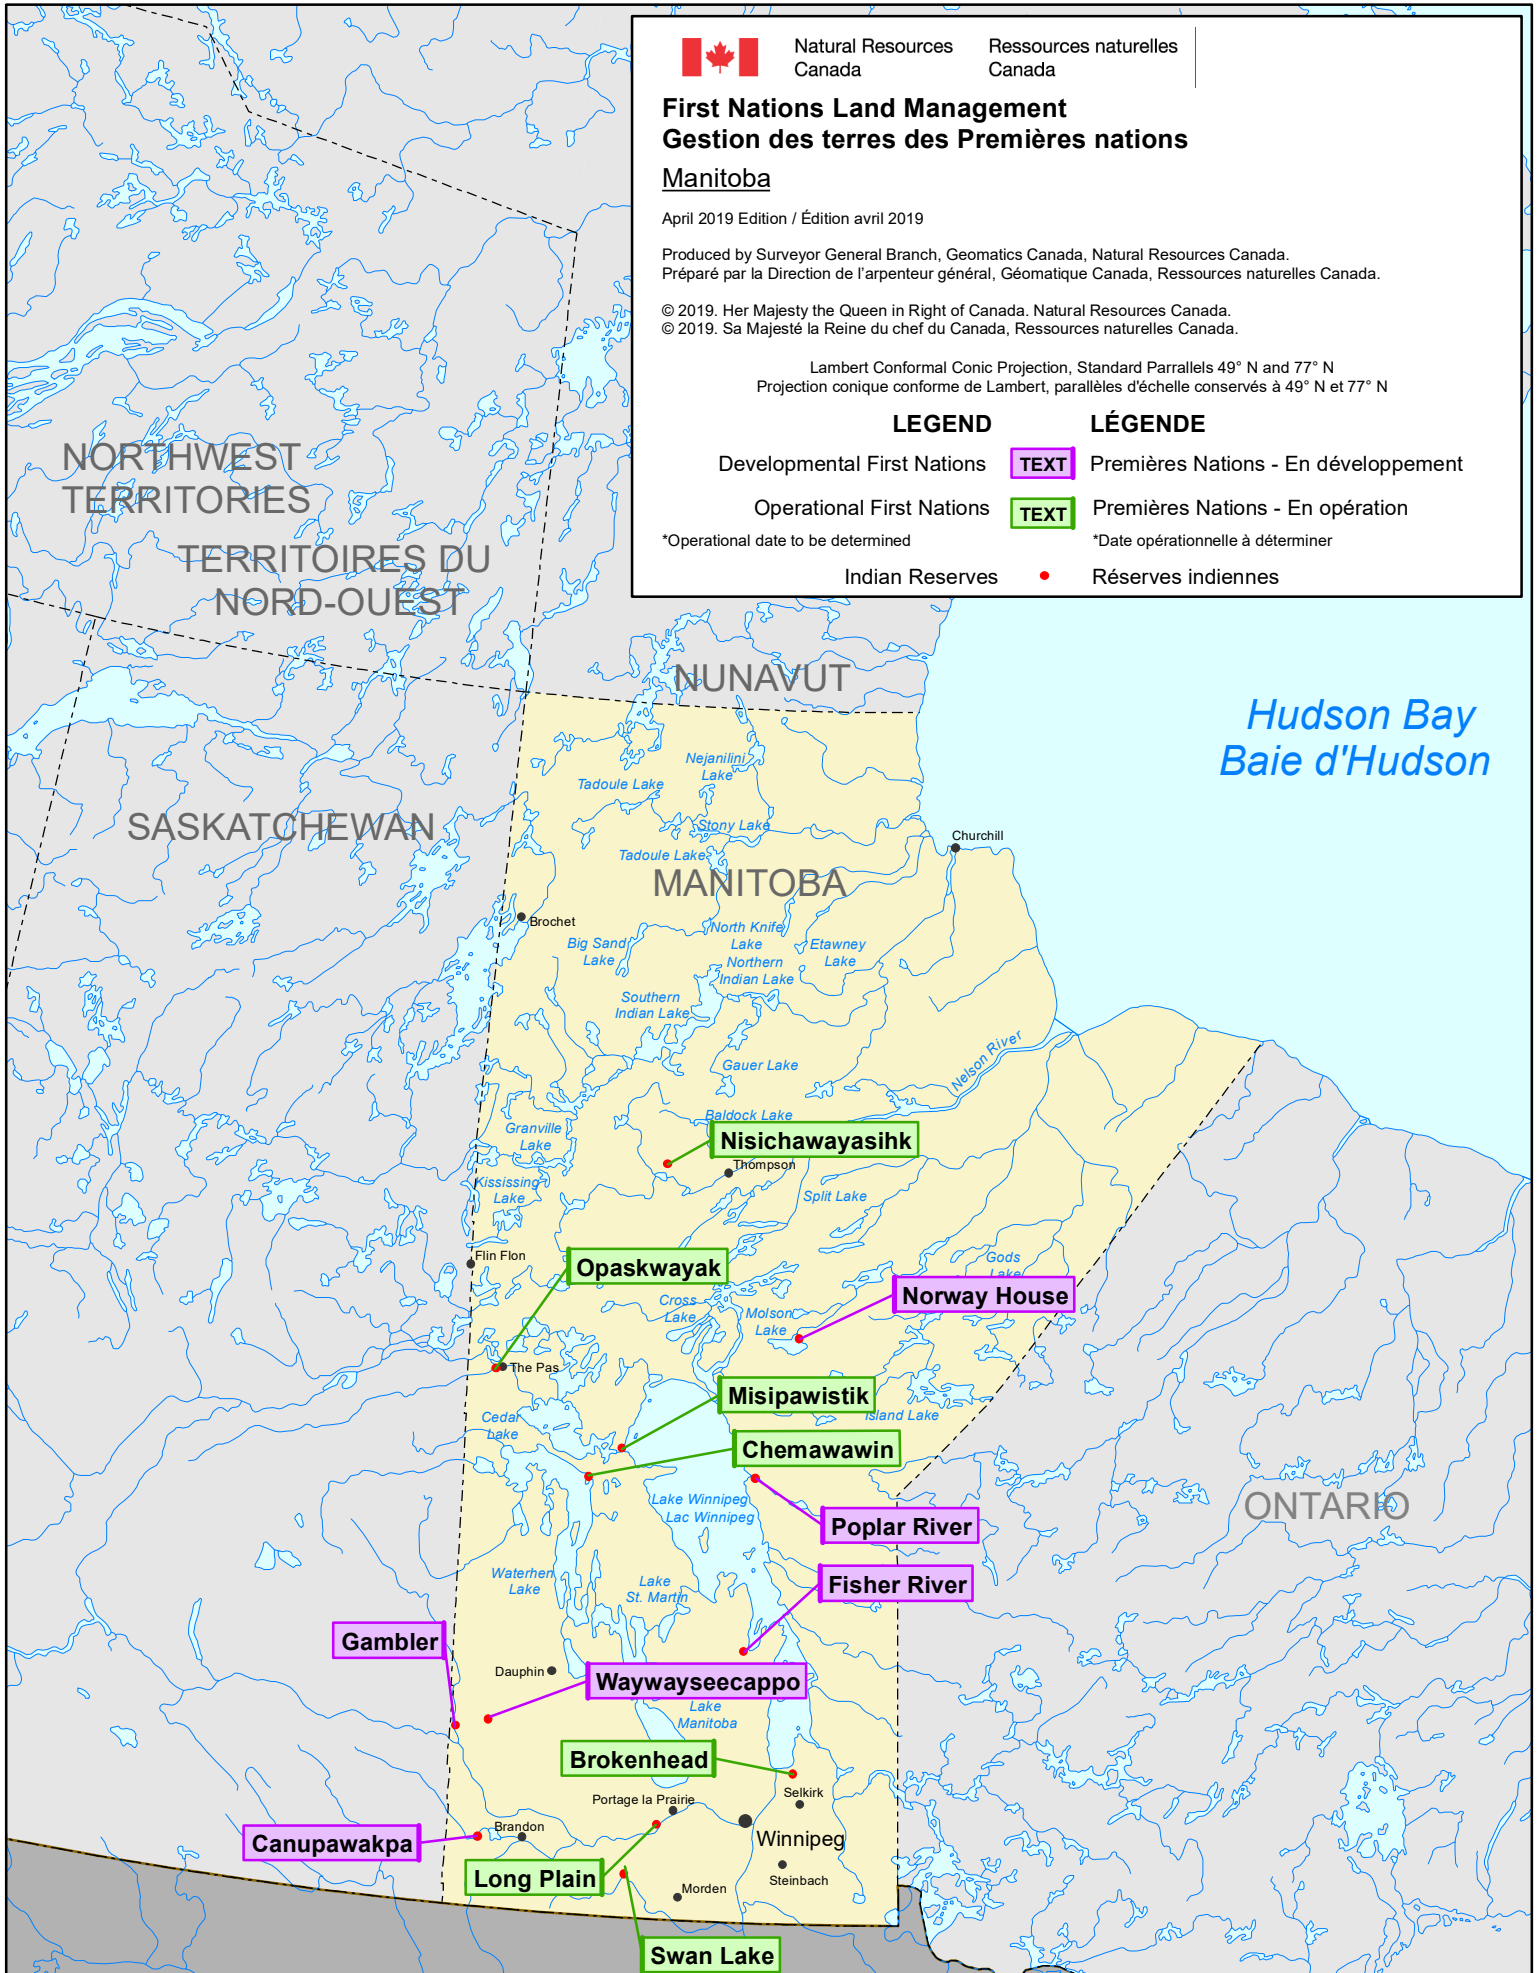 Natural Resources
Canada
Ressources naturelles
Canada
First Nations Land Management
Gestion des terres des Premières nations
Manitoba
April 2019 Edition / Édition avril 2019
Produced by Surveyor General Branch, Geomatics Canada, Natural Resources Canada.
Préparé par la Direction de l'arpenteur général, Géomatique Canada, Ressources naturelles Canada.
© 2019. Her Majesty the Queen in Right of Canada. Natural Resources Canada.
© 2019. Sa Majesté la Reine du chef du Canada, Ressources naturelles Canada.
Lambert Conformal Conic Projection, Standard Parrallels 49° N and 77° N
Projection conique conforme de Lambert, parallèles d'échelle conservés à 49° N et 77° N
LEGEND LÉGENDE
Developmental First Nations TEXT Premières Nations - En développement
Operational First Nations TEXT Premières Nations - En opération
*Operational date to be determined *Date opérationnelle à déterminer
Indian Reserves Réserves indiennes
NORTHWEST
TERRITORIES
TERRITOIRES DU
NORD-OUEST
NUNAVUT
Hudson Bay
Baie d'Hudson
Nejanilini
Lake
Tadoule Lake
SASKATCHEWAN
Stony Lake
Churchill
Tadoule Lake
MANITOBA
Brochet
North Knife
Lake
Big Sand
Lake
Etawney
Lake
Northern
Indian Lake
Southern
Indian Lake
Nelson River
Gauer Lake
Baldock Lake
Granville
Lake
Nisichawayasihk
Thompson
Kississing
Lake
Split Lake
Flin Flon
Opaskwayak
Gods
Lake
Norway House
Cross
Lake
Molson
Lake
The Pas
Misipawistik
Island Lake
Cedar
Lake
Chemawawin
Lake Winnipeg
Lac Winnipeg
ONTARIO
Poplar River
Waterhen
Lake
Lake
St. Martin
Fisher River
Gambler
Dauphin
Waywayseecappo
Lake
Manitoba
Brokenhead
Selkirk
Portage la Prairie
Brandon
Winnipeg
Canupawakpa
Long Plain
Steinbach
Morden
Swan Lake